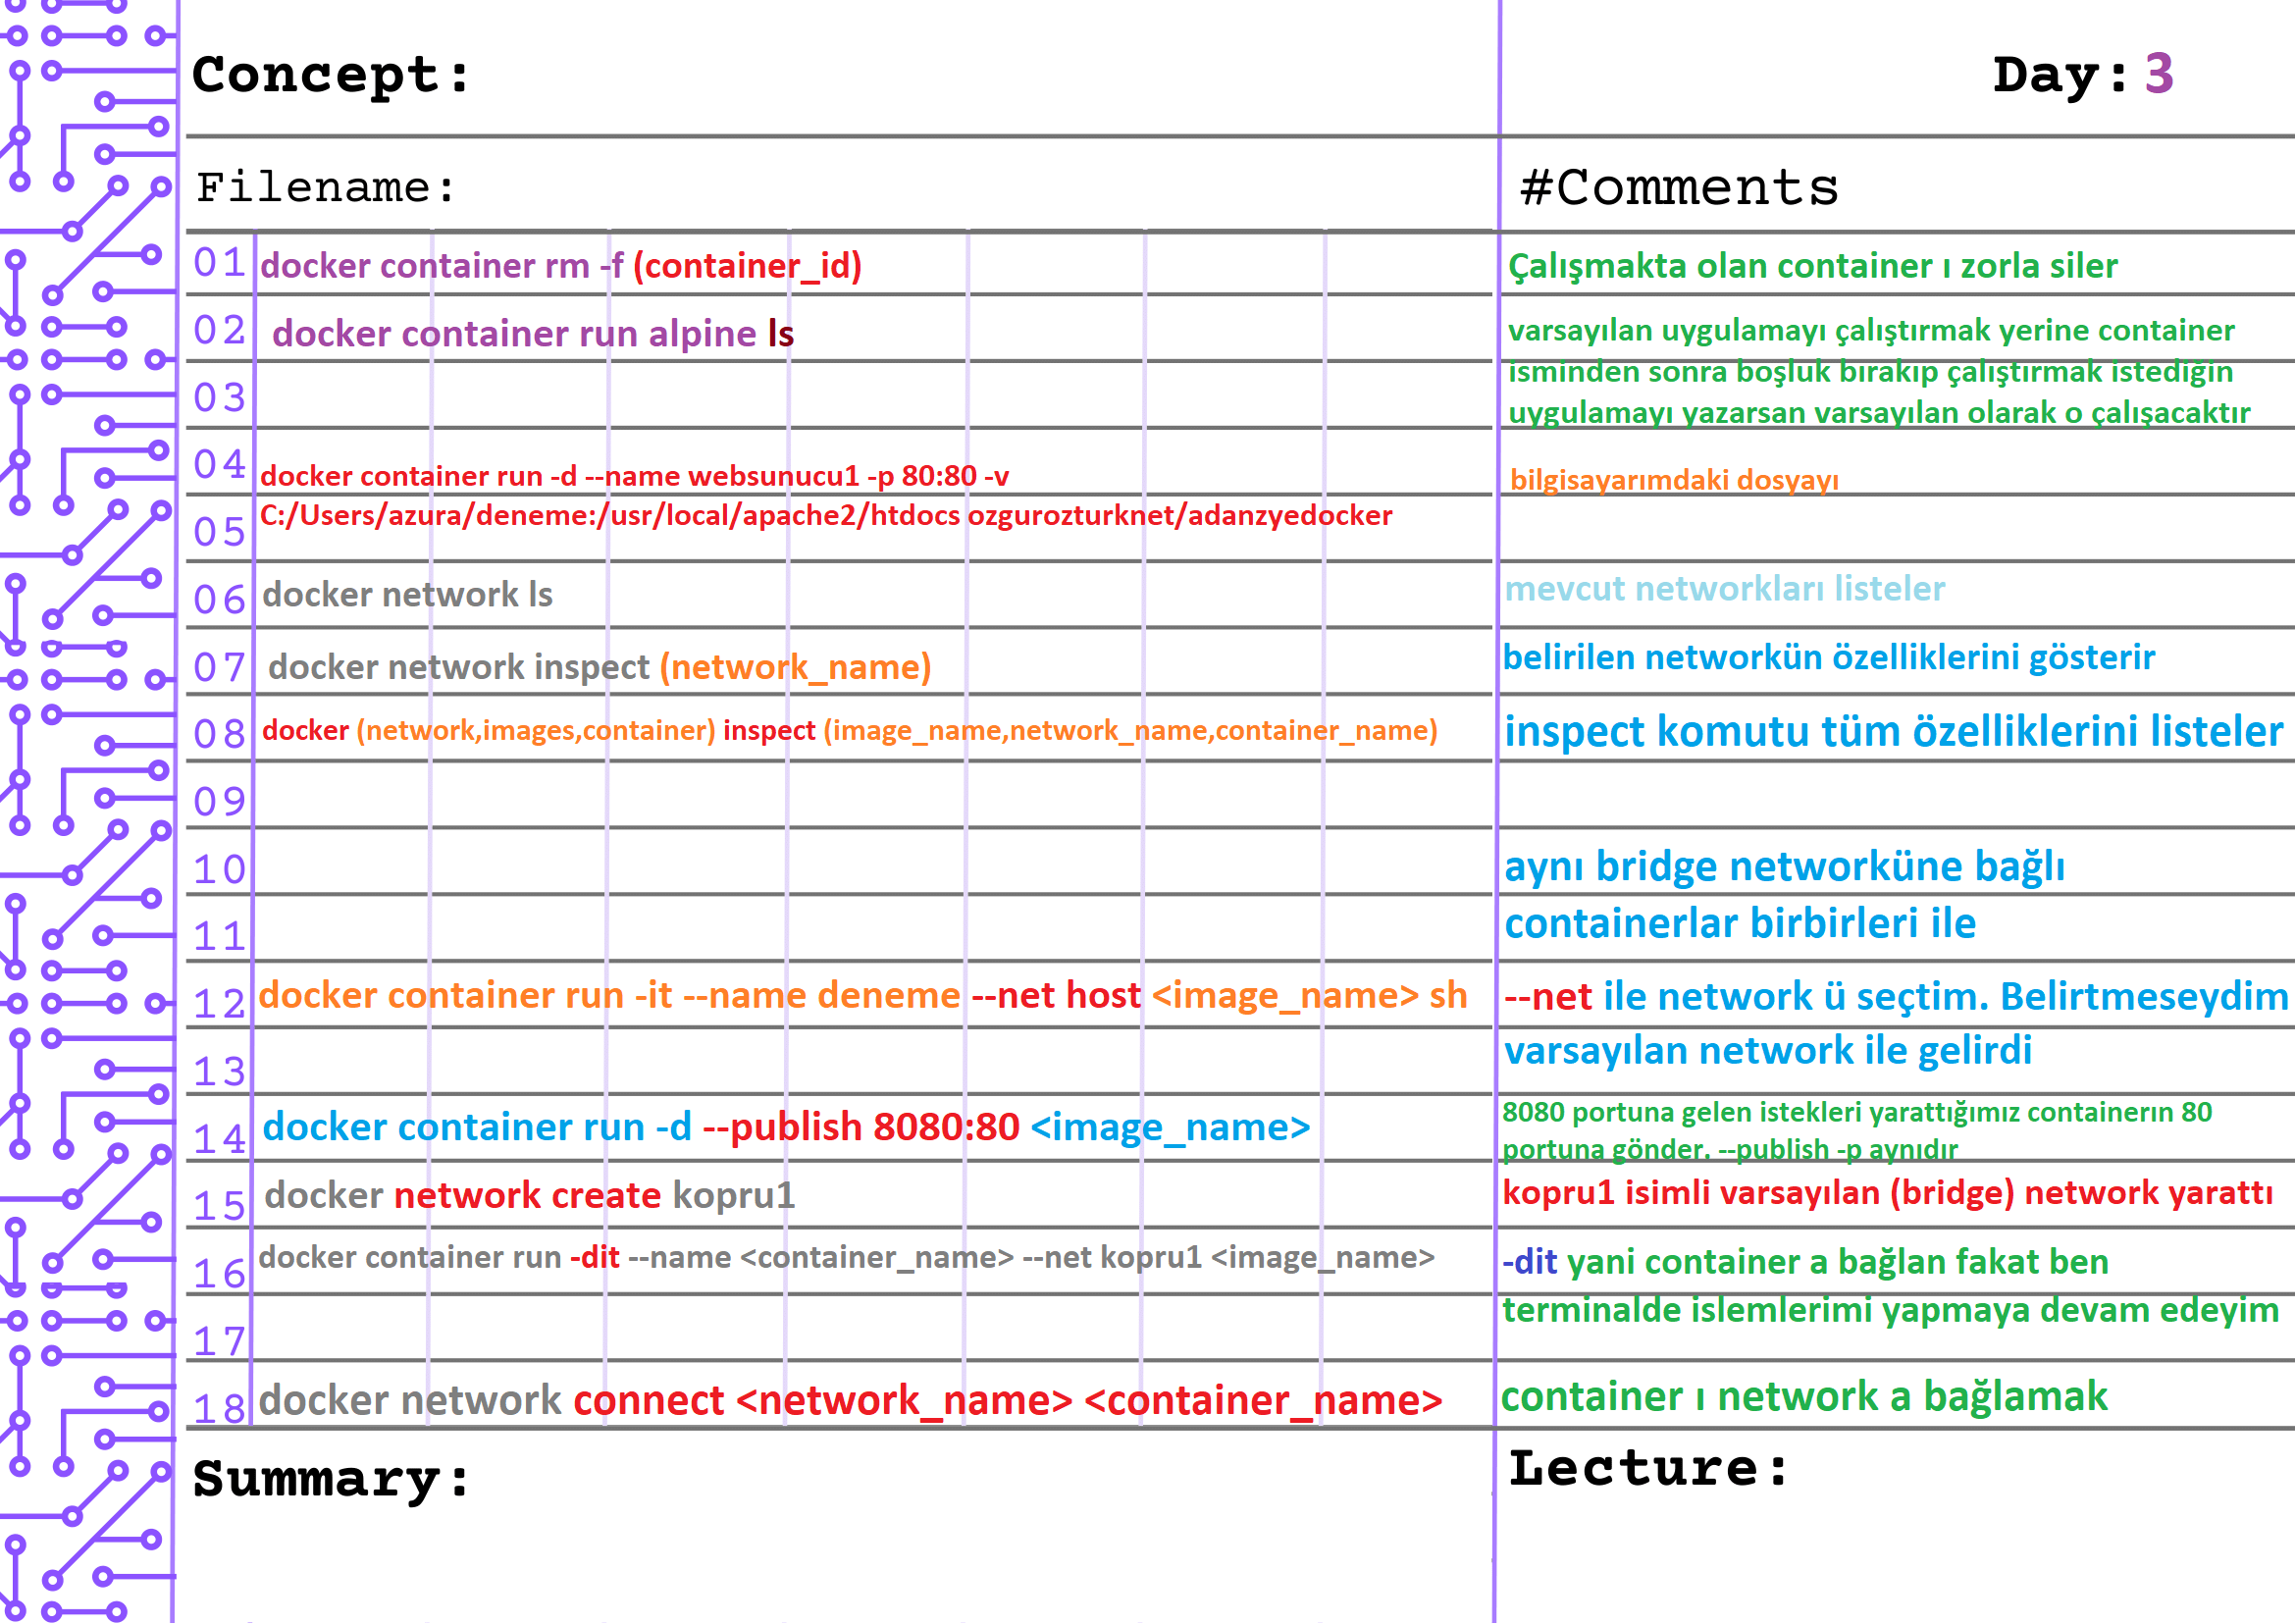 Concept:
Day: 3
Filename:
#Comments
01 docker container rm -f (container_id)
Çalışmakta olan container ı zorla siler
02 docker container run alpine ls
varsayılan uygulamayı çalıştırmak yerine container
03
isminden sonra boşluk bırakıp çalıştırmak istediğin
uygulamayı yazarsan varsayılan olarak o çalışacaktır
04 docker container run -d --name websunucu1 -p 80:80 -v
bilgisayarımdaki dosyayı
05 C:/Users/azura/deneme:/usr/local/apache2/htdocs ozgurozturknet/adanzyedocker
06 docker network ls
mevcut networkları listeler
07 docker network inspect (network_name)
belirilen networkün özelliklerini gösterir
08 docker (network,images,container) inspect (image_name,network_name,container_name)
inspect komutu tüm özelliklerini listeler
09
10
aynı bridge networküne bağlı
11
containerlar birbirleri ile
12 docker container run -it --name deneme --net host <image_name> sh
--net ile network ü seçtim. Belirtmeseydim
13
varsayılan network ile gelirdi
14 docker container run -d --publish 8080:80 <image_name>
8080 portuna gelen istekleri yarattığımız containerın 80
portuna gönder. --publish -p aynıdır
15 docker network create kopru1
kopru1 isimli varsayılan (bridge) network yarattı
16 docker container run -dit --name <container_name> --net kopru1 <image_name>
-dit yani container a bağlan fakat ben
17
terminalde islemlerimi yapmaya devam edeyim
18 docker network connect <network_name> <container_name>
container ı network a bağlamak
Summary:
Lecture: